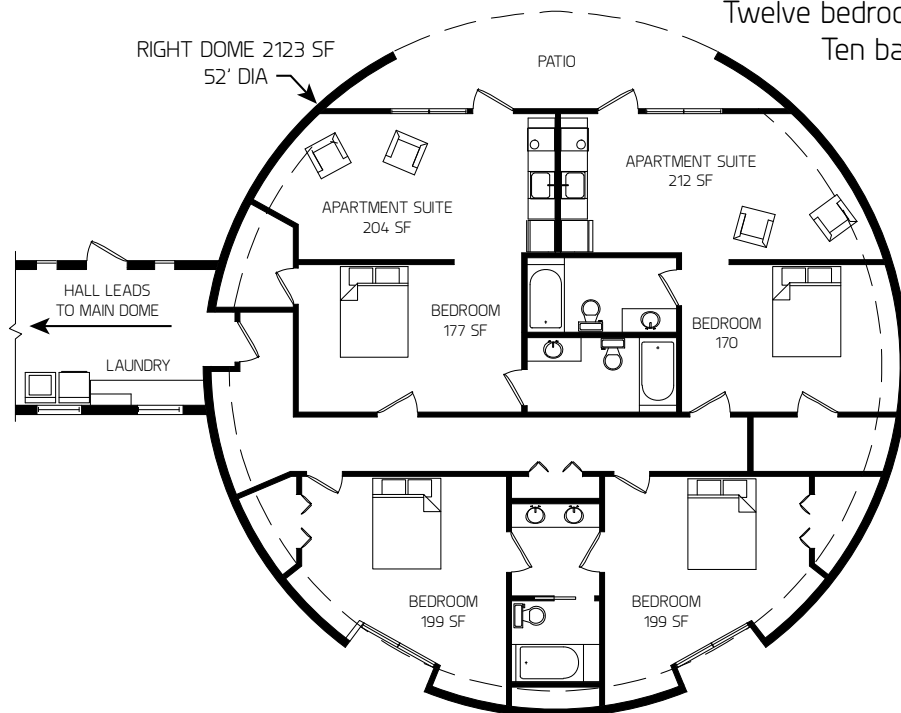 Twelve bedroo
Ten ba
RIGHT DOME 2123 SF
52' DIA
PATIO
APARTMENT SUITE
212 SF
APARTMENT SUITE
204 SF
HALL LEADS
TO MAIN DOME
BEDROOM
177 SF
BEDROOM
170
LAUNDRY
BEDROOM
199 SF
BEDROOM
199 SF